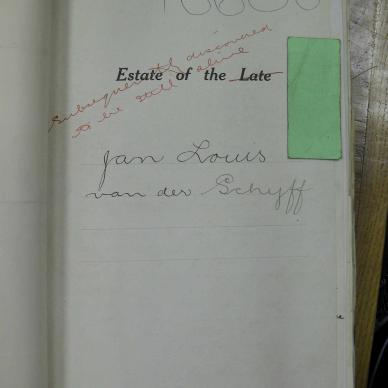 Subsequently discovered
to be still alive
Estate of the Late
Jan Louis
van der Schyff